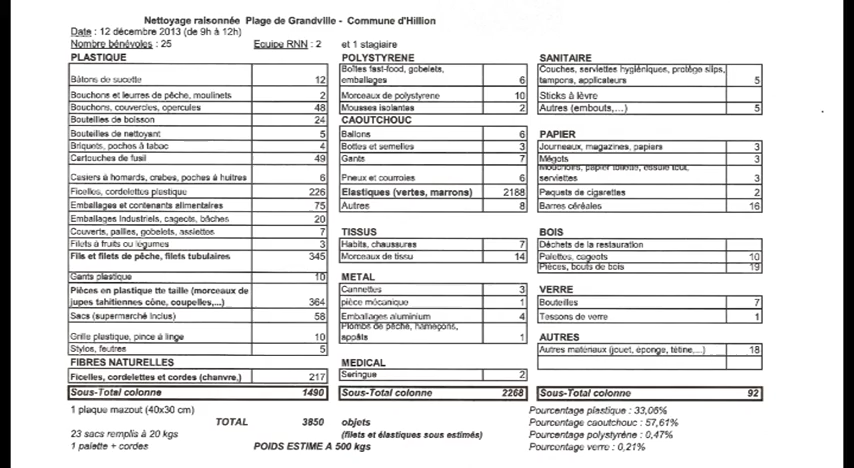 Nettoyage raisonnée Plage de Grandville - Commune d'Hillion
Date : 12 décembre 2013 (de 9h à 12h)
Nombre bénévoles : 25 Equipe RNN : 2 et 1 stagiaire
PLASTIQUE
Bâtons de sucette 12
Bouchons et leurres de pêche, moulinets 2
Bouchons, couvercles, opercules 48
Bouteilles de boisson 24
Bouteilles de nettoyant 5
Briquets, pochos à tabac 4
Cartouches de fusil 49
Casiers à homards, crabes, poches à huîtres 6
Ficelles, cordelettes plastique 226
Emballages et contenants alimentaires 75
Emballages industriels, cageots, bâches 20
Couverts, pailles, gobelets, assiettes 7
Filets à fruits ou légumes 3
Fils et filets de pêche, filets tubulaires 345
Gants plastique 10
Pièces en plastique tte taille (morceaux de
jupes tahitiennes cône, coupelles,...) 364
Sacs (supermarché inclus) 58
Grille plastique, pince à linge 10
Stylos, feutres 5
FIBRES NATURELLES
Ficelles, cordelettes et cordes (chanvre,) 217
Sous-Total colonne 1490
POLYSTYRENE
Boîtes fast-food, gobelets,
emballages 6
Morceaux de polystyrene 10
Mousses isolantes 2
CAOUTCHOUC
Ballons 6
Bottes et semelles 3
Gants 7
Pneux et courroies 6
Elastiques (vertes, marrons) 2188
Autres 8
TISSUS
Habits, chaussures 7
Morceaux de tissu 14
METAL
Cannettes 3
pièce mécanique 1
Emballages aluminium 4
Plombs de pêche, hameçons,
appâts 1
MEDICAL
Seringue 2
Sous-Total colonne 2268
SANITAIRE
Couches, serviettes hygiéniques, protège slips,
tampons, applicateurs 5
Sticks à lèvre
Autres (embouts,...) 5
PAPIER
Journeaux, magazines, papiers 3
Mégots 3
Mouchoirs, papier toilette, essuie tout,
serviettes 3
Paquets de cigarettes 2
Barres céréales 16
BOIS
Déchets de la restauration
Palettes, cageots 10
Pièces, bouts de bois 19
VERRE
Bouteilles 7
Tessons de verre 1
AUTRES
Autres matériaux (jouet, éponge, tétine,...) 18
Sous-Total colonne 92
1 plaque mazout (40x30 cm)
TOTAL 3850 objets
23 sacs remplis à 20 kgs (filets et élastiques sous estimés)
1 palette + cordes POIDS ESTIME A 500 kgs
Pourcentage plastique : 33,06%
Pourcentage caoutchouc : 57,61%
Pourcentage polystyréne : 0,47%
Pourcentage verre : 0,21%